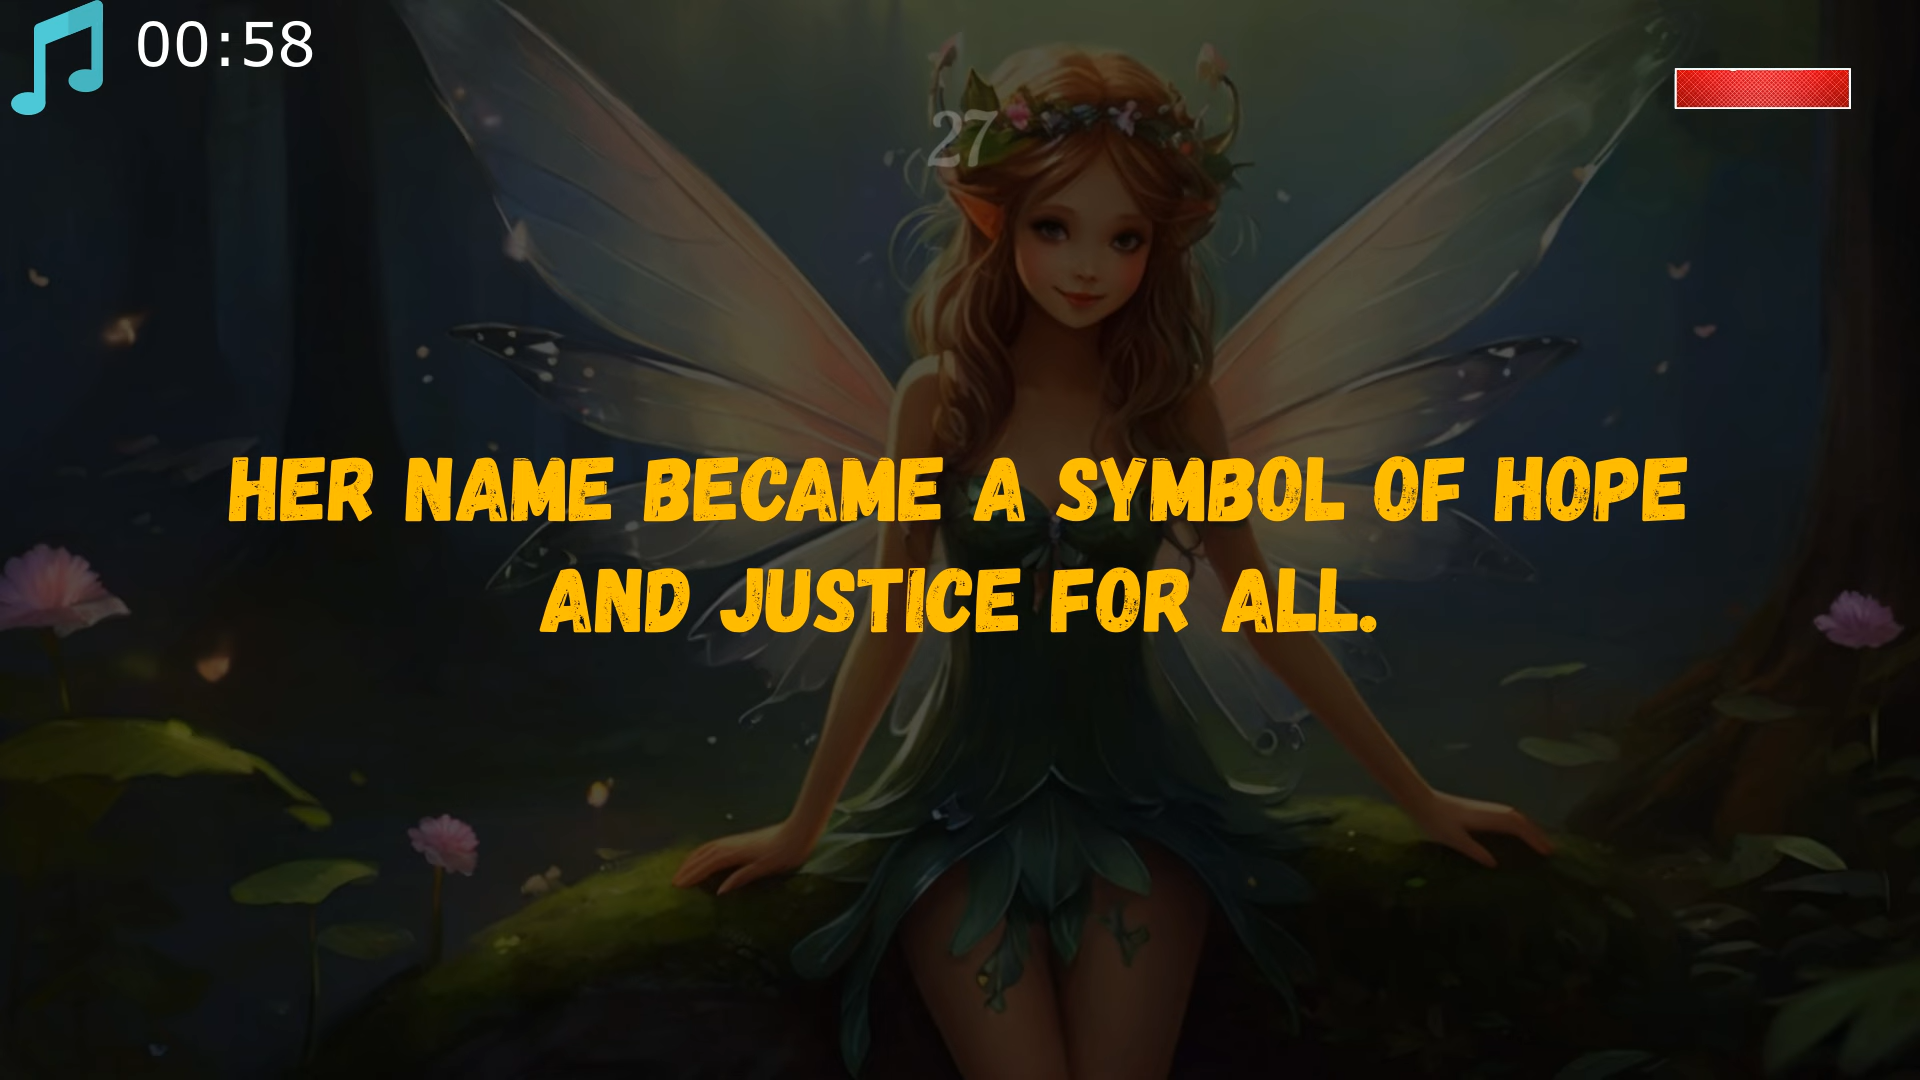 00:58
27
HER NAME BECAME A SYMBOL OF HOPE
AND JUSTICE FOR ALL.